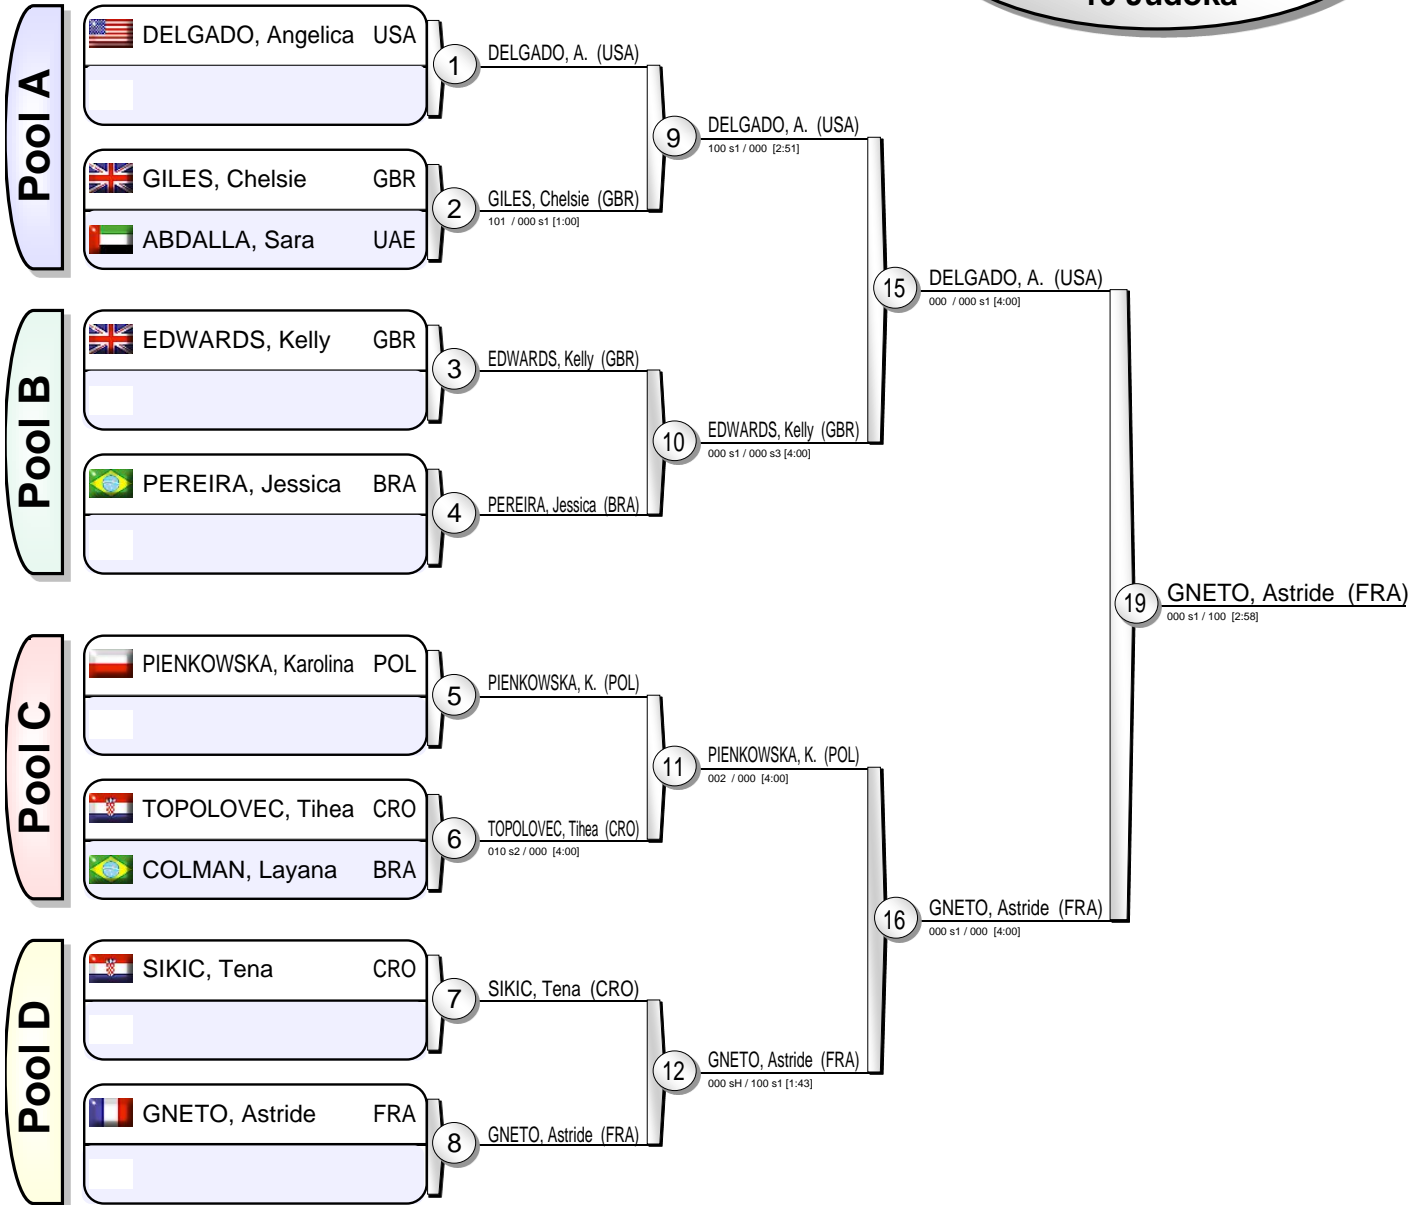 10 Judoka
Pool A
DELGADO, Angelica USA
GILES, Chelsie GBR
ABDALLA, Sara UAE
Pool B
EDWARDS, Kelly GBR
PEREIRA, Jessica BRA
Pool C
PIENKOWSKA, Karolina POL
TOPOLOVEC, Tihea CRO
COLMAN, Layana BRA
Pool D
SIKIC, Tena CRO
GNETO, Astride FRA
1
DELGADO, A. (USA)
2
GILES, Chelsie (GBR)
101 / 000 s1 [1:00]
3
EDWARDS, Kelly (GBR)
4
PEREIRA, Jessica (BRA)
5
PIENKOWSKA, K. (POL)
6
TOPOLOVEC, Tihea (CRO)
010 s2 / 000 [4:00]
7
SIKIC, Tena (CRO)
8
GNETO, Astride (FRA)
9
DELGADO, A. (USA)
100 s1 / 000 [2:51]
10
EDWARDS, Kelly (GBR)
000 s1 / 000 s3 [4:00]
11
PIENKOWSKA, K. (POL)
002 / 000 [4:00]
12
GNETO, Astride (FRA)
000 sH / 100 s1 [1:43]
15
DELGADO, A. (USA)
000 / 000 s1 [4:00]
16
GNETO, Astride (FRA)
000 s1 / 000 [4:00]
19
GNETO, Astride (FRA)
000 s1 / 100 [2:58]